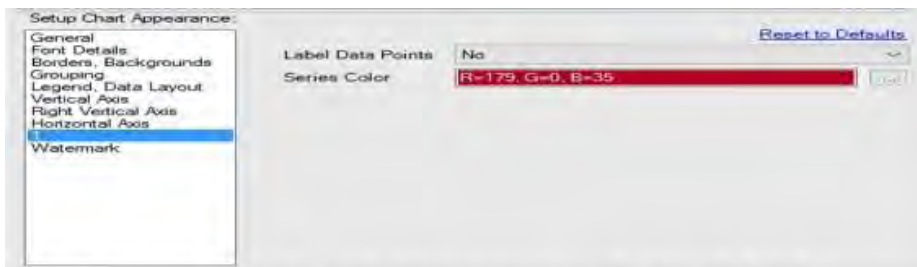 Setup Chart Appearance:
General
Font Details
Borders, Backgrounds
Grouping
Legend, Data Layout
Vertical Axis
Right Vertical Axis
Horizontal Axis
1
Watermark
Reset to Defaults
Label Data Points No
Series Color R=179, G=0, B=35